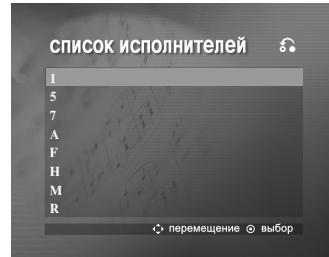 список исполнителей
1
5
7
A
F
H
M
R
перемещение выбор